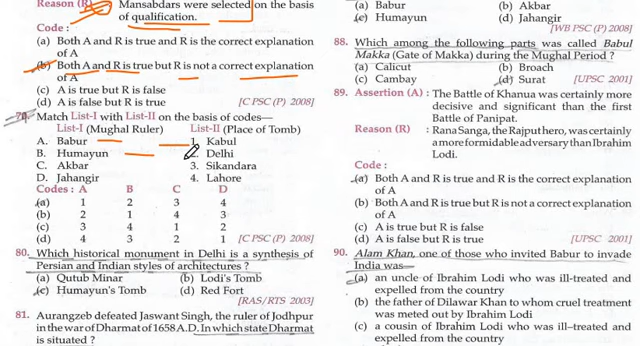 Reason (R) Mansabdars were selected on the basis
of qualification.
Code :
(a) Both A and R is true and R is the correct explanation
of A
(b) Both A and R is true but R is not a correct explanation
of A
(c) A is true but R is false
(d) A is false but R is true [C PSC (P) 2008]
79. Match List-I with List-II on the basis of codes—
List-I (Mughal Ruler) List-II (Place of Tomb)
A. Babur 1. Kabul
B. Humayun 2. Delhi
C. Akbar 3. Sikandara
D. Jahangir 4. Lahore
Codes : A B C D
(a) 1 2 3 4
(b) 2 1 4 3
(c) 3 4 1 2
(d) 4 3 2 1 [C PSC (P) 2008]
80. Which historical monument in Delhi is a synthesis of
Persian and Indian styles of architectures ?
(a) Qutub Minar (b) Lodi's Tomb
(c) Humayun's Tomb (d) Red Fort
[RAS/RTS 2003]
81. Aurangzeb defeated Jaswant Singh, the ruler of Jodhpur
in the war of Dharmat of 1658 A.D. In which state Dharmat
is situated ?
(a) Babur (b) Akbar
(c) Humayun (d) Jahangir
[WB PSC (P) 2008]
88. Which among the following parts was called Babul
Makka (Gate of Makka) during the Mughal Period ?
(a) Calicut (b) Broach
(c) Cambay (d) Surat [UPSC 2001]
89. Assertion (A) : The Battle of Khanua was certainly more
decisive and significant than the first
Battle of Panipat.
Reason (R) : Rana Sanga, the Rajput hero, was certainly
a more formidable adversary than Ibrahim
Lodi.
Code :
(a) Both A and R is true and R is the correct explanation
of A
(b) Both A and R is true but R is not a correct explanation
of A
(c) A is true but R is false
(d) A is false but R is true [UPSC 2001]
90. Alam Khan, one of those who invited Babur to invade
India was—
(a) an uncle of Ibrahim Lodi who was ill-treated and
expelled from the country
(b) the father of Dilawar Khan to whom cruel treatment
was meted out by Ibrahim Lodi
(c) a cousin of Ibrahim Lodi who was ill–treated and
expelled from the country